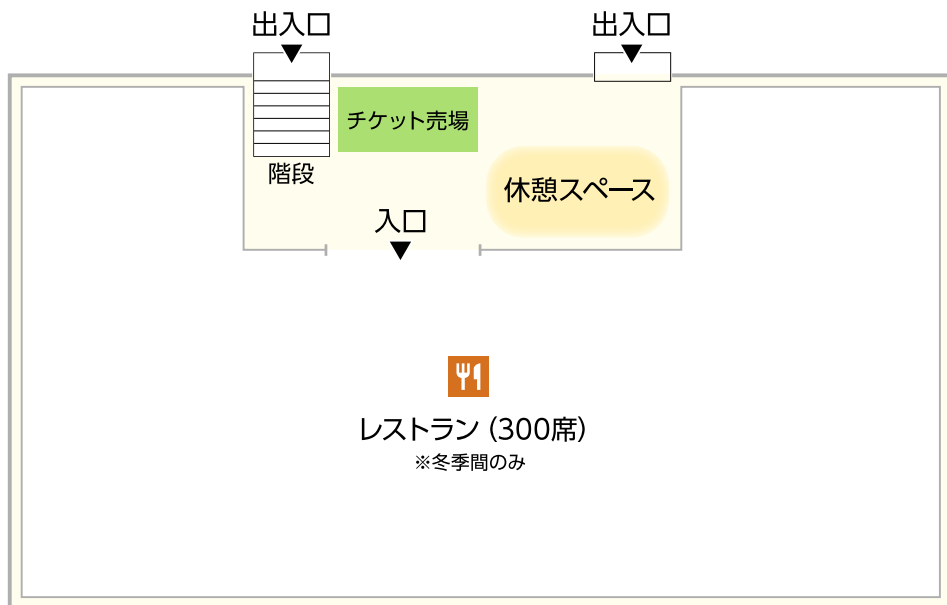 出入口
出入口
チケット売場
階段
休憩スペース
入口
レストラン（300席）
※冬季間のみ